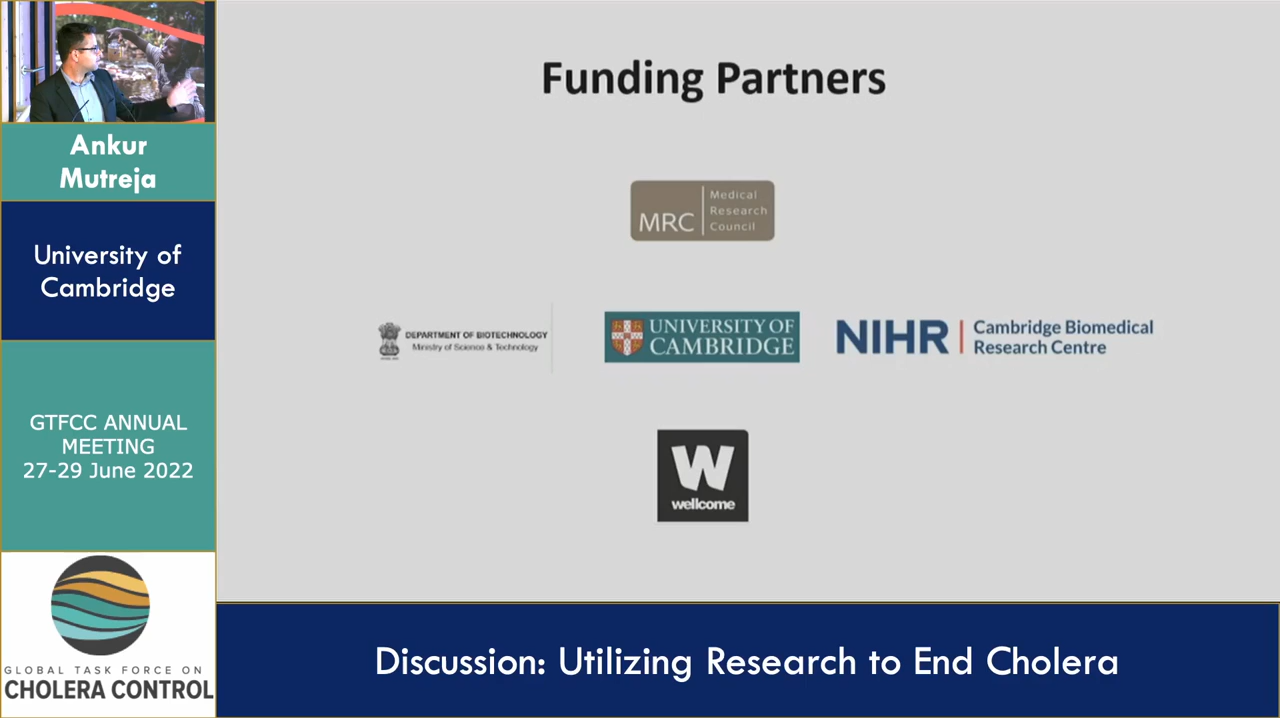 Ankur
Mutreja
University of
Cambridge
GTFCC ANNUAL
MEETING
27-29 June 2022
GLOBAL TASK FORCE ON
CHOLERA CONTROL
Funding Partners
MRC
Medical
Research
Council
DEPARTMENT OF BIOTECHNOLOGY
Ministry of Science & Technology
UNIVERSITY OF
CAMBRIDGE
NIHR
Cambridge Biomedical
Research Centre
W
wellcome
Discussion: Utilizing Research to End Cholera